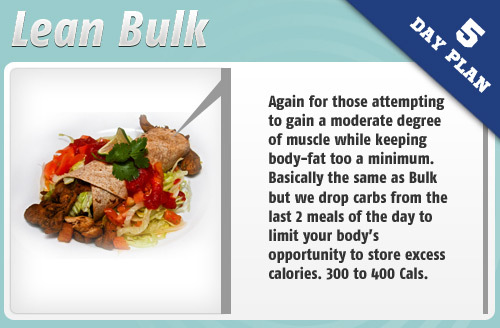 Lean Bulk
5
DAY PLAN
Again for those attempting
to gain a moderate degree
of muscle while keeping
body-fat too a minimum.
Basically the same as Bulk
but we drop carbs from the
last 2 meals of the day to
limit your body's
opportunity to store excess
calories. 300 to 400 Cals.